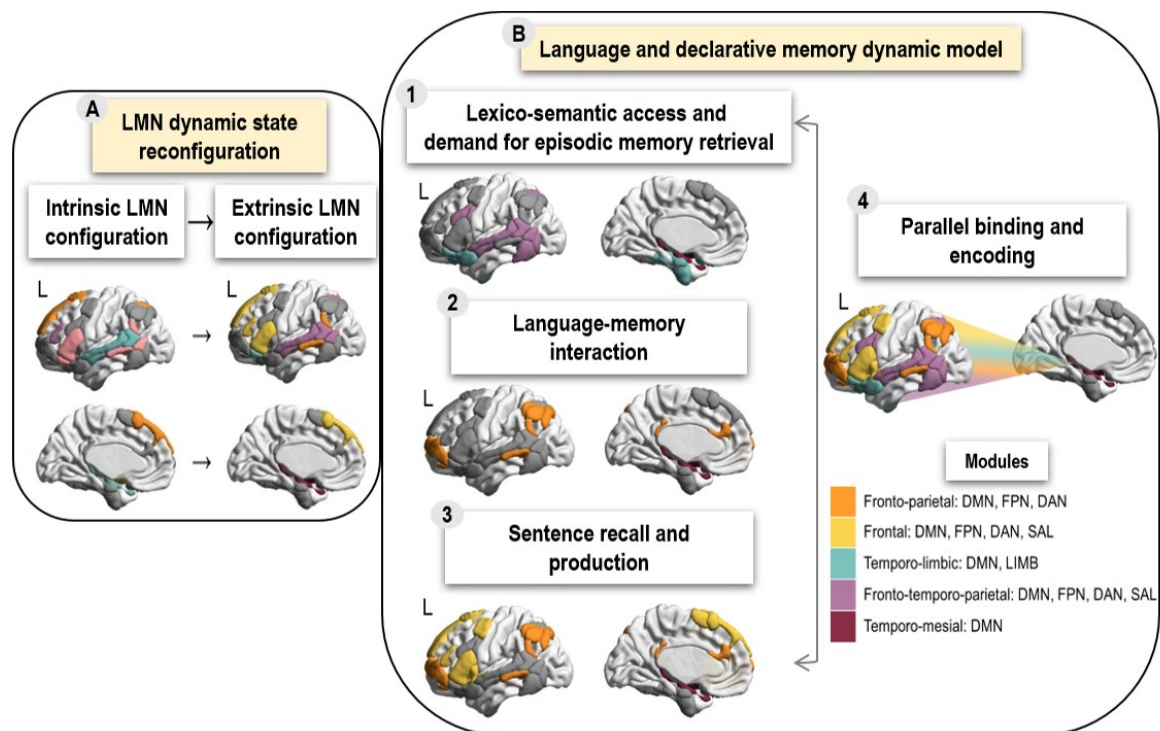 A
LMN dynamic state
reconfiguration
Intrinsic LMN
configuration
→
Extrinsic LMN
configuration
L
L
→
→
B
Language and declarative memory dynamic model
1
Lexico-semantic access and
demand for episodic memory retrieval
L
2
Language-memory
interaction
L
3
Sentence recall and
production
L
4
Parallel binding and
encoding
L
Modules
Fronto-parietal: DMN, FPN, DAN
Frontal: DMN, FPN, DAN, SAL
Temporo-limbic: DMN, LIMB
Fronto-temporo-parietal: DMN, FPN, DAN, SAL
Temporo-mesial: DMN